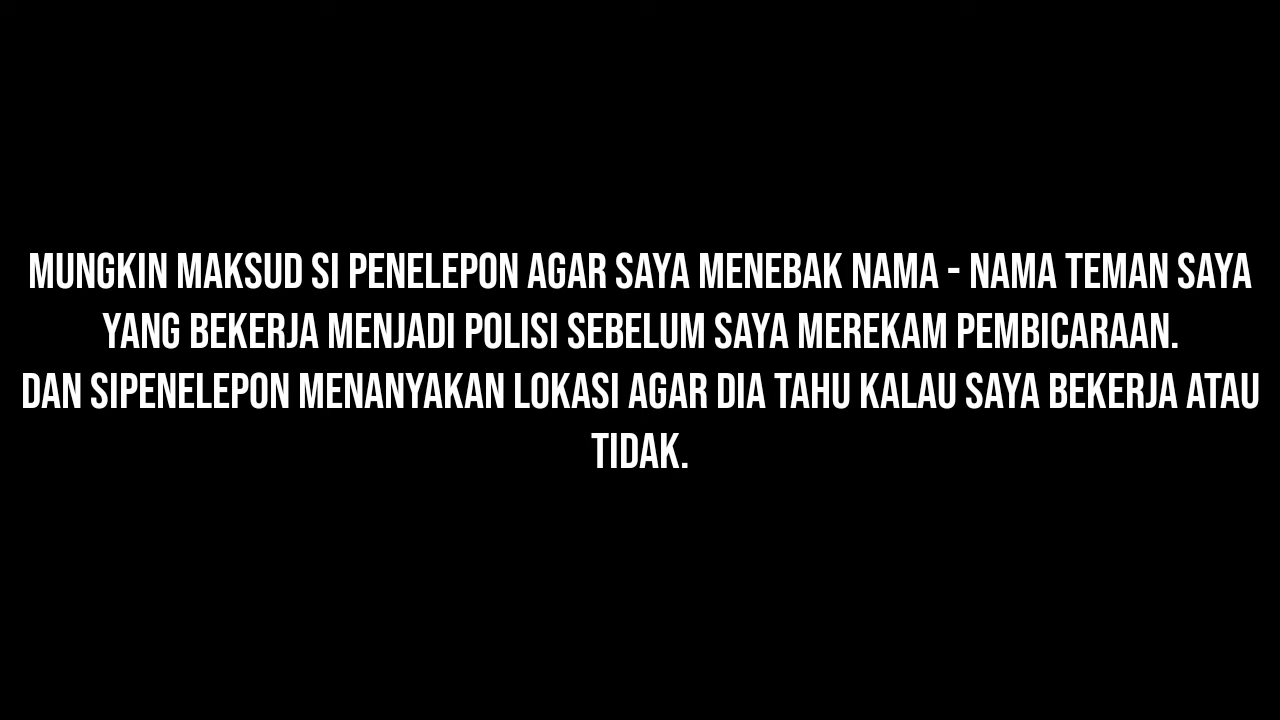 MUNGKIN MAKSUD SI PENELEPON AGAR SAYA MENEBAK NAMA - NAMA TEMAN SAYA
YANG BEKERJA MENJADI POLISI SEBELUM SAYA MEREKAM PEMBICARAAN.
DAN SIPENELEPON MENANYAKAN LOKASI AGAR DIA TAHU KALAU SAYA BEKERJA ATAU
TIDAK.